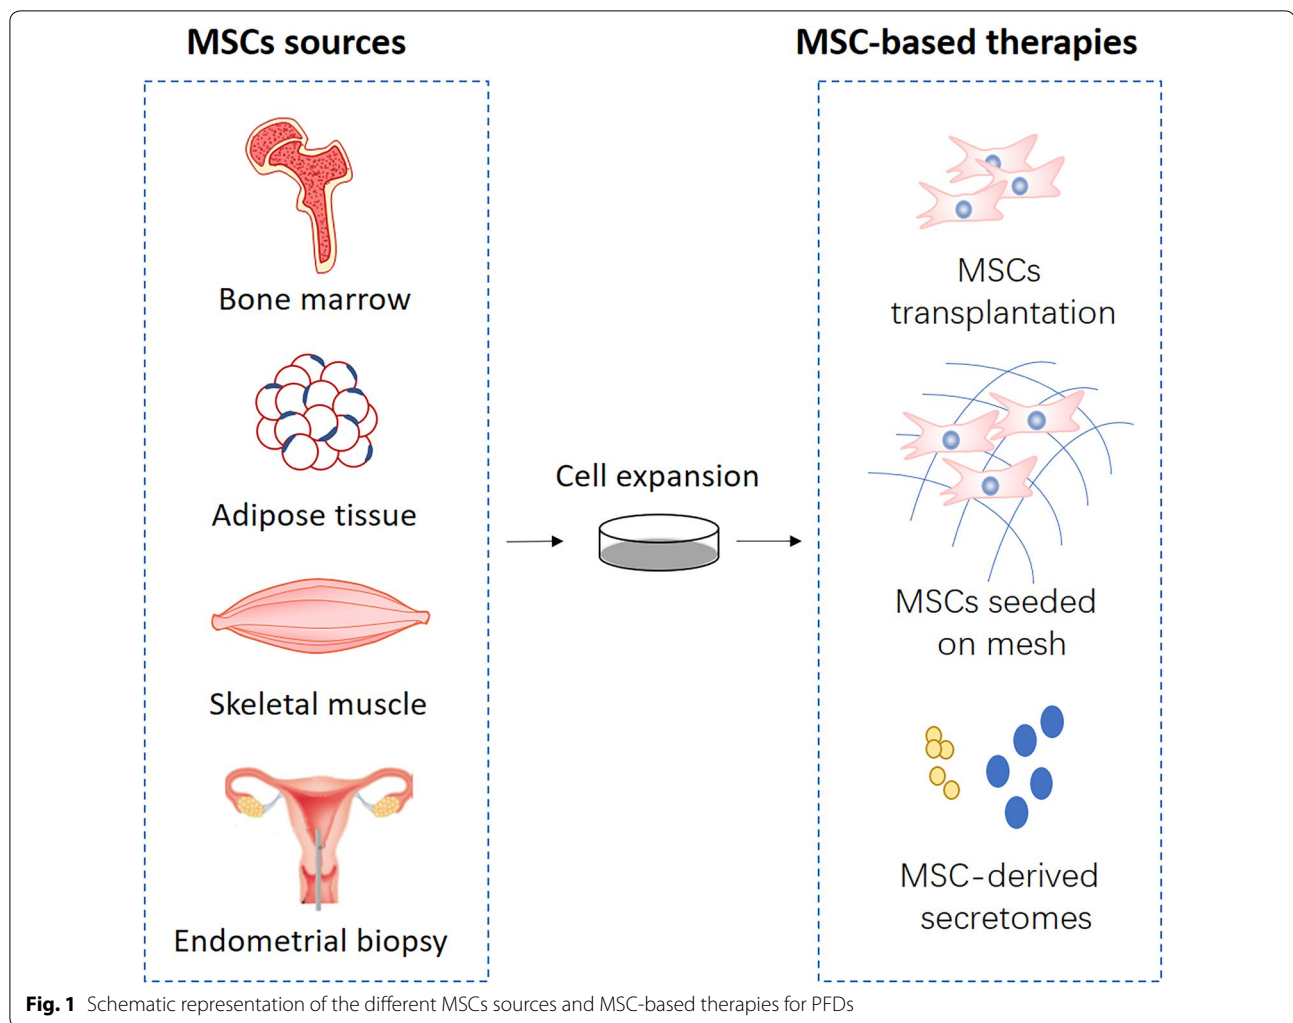 MSCs sources
Bone marrow
Adipose tissue
Skeletal muscle
Endometrial biopsy
Cell expansion
MSC-based therapies
MSCs
transplantation
MSCs seeded
on mesh
MSC-derived
secretomes
Fig. 1 Schematic representation of the different MSCs sources and MSC-based therapies for PFDs